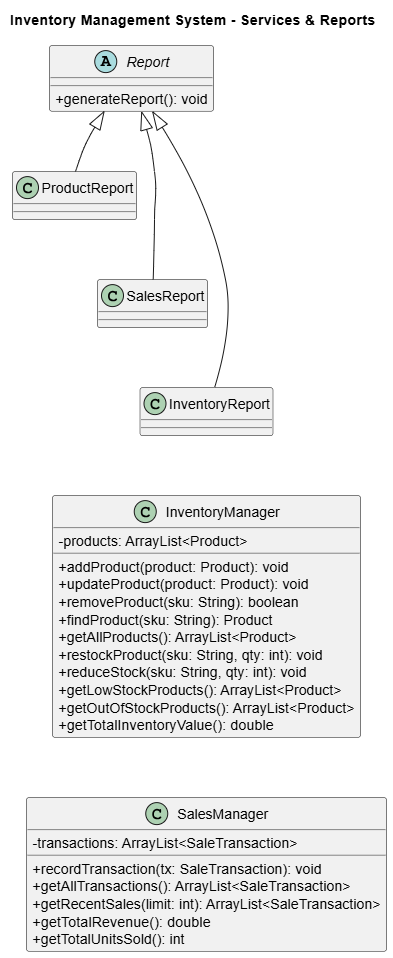 Inventory Management System - Services & Reports
A Report
+generateReport(): void
C ProductReport
C SalesReport
C InventoryReport
C InventoryManager
-products: ArrayList<Product>
+addProduct(product: Product): void
+updateProduct(product: Product): void
+removeProduct(sku: String): boolean
+findProduct(sku: String): Product
+getAllProducts(): ArrayList<Product>
+restockProduct(sku: String, qty: int): void
+reduceStock(sku: String, qty: int): void
+getLowStockProducts(): ArrayList<Product>
+getOutOfStockProducts(): ArrayList<Product>
+getTotalInventoryValue(): double
C SalesManager
-transactions: ArrayList<SaleTransaction>
+recordTransaction(tx: SaleTransaction): void
+getAllTransactions(): ArrayList<SaleTransaction>
+getRecentSales(limit: int): ArrayList<SaleTransaction>
+getTotalRevenue(): double
+getTotalUnitsSold(): int